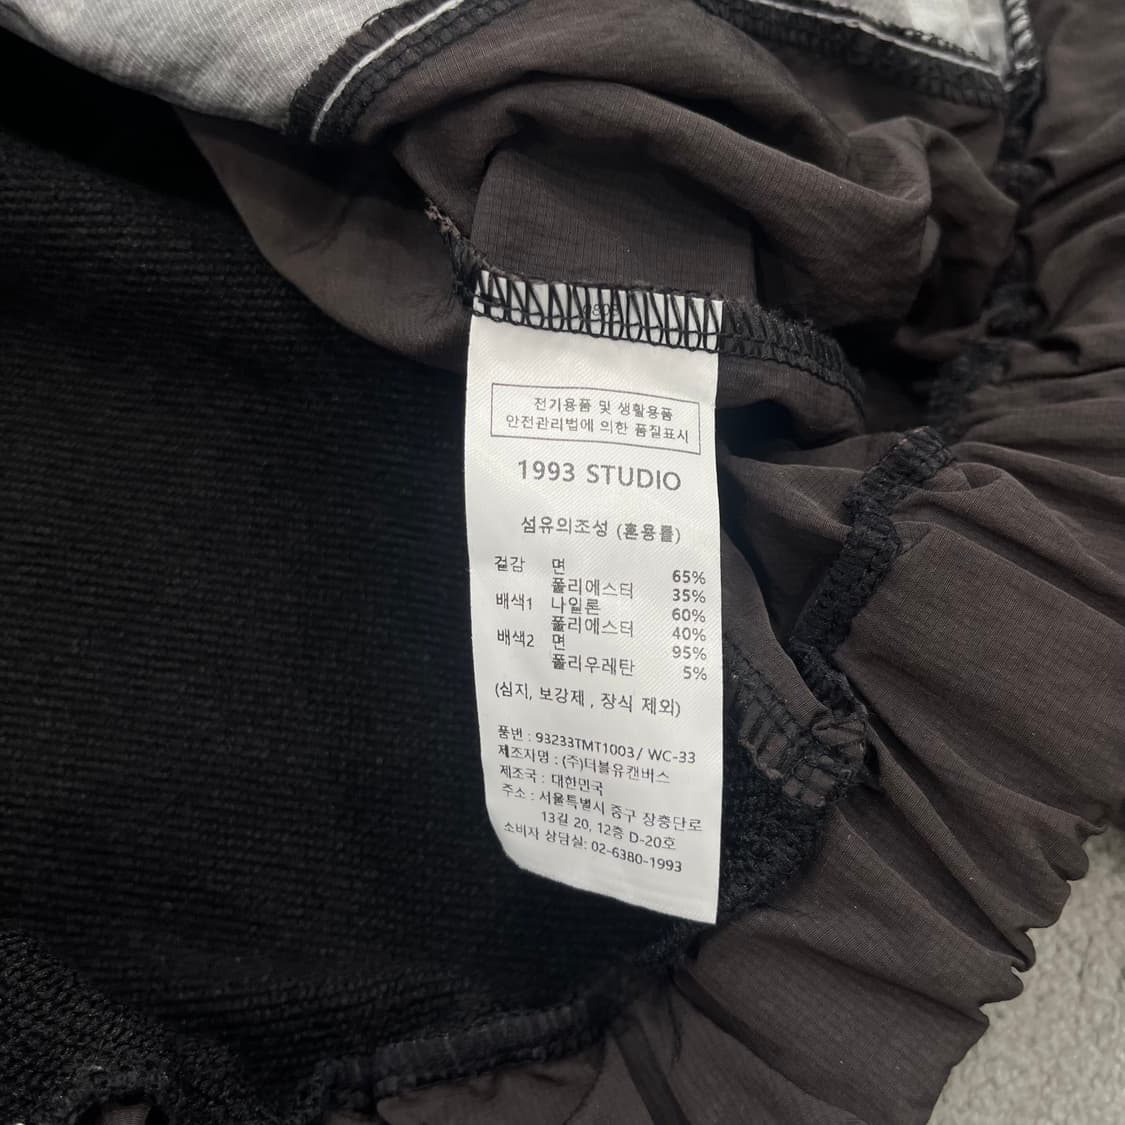 전기용품 및 생활용품
안전관리법에 의한 품질표시
1993 STUDIO
섬유의조성 (혼용률)
겉감 면 65%
폴리에스터 35%
배색1 나일론 60%
폴리에스터 40%
배색2 면 95%
폴리우레탄 5%
(심지, 보강제 , 장식 제외)
품번 : 93233TMT1003/ WC-33
제조자명 : (주)더블유캔버스
제조국 : 대한민국
주소 : 서울특별시 중구 장충단로
13길 20, 12층 D-20호
소비자 상담실: 02-6380-1993